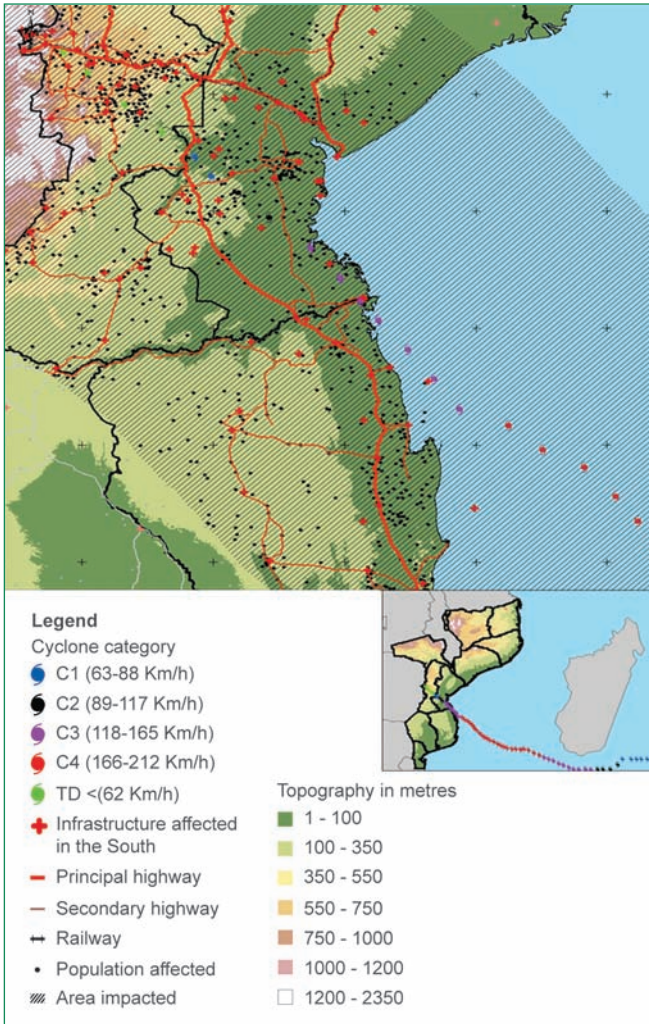 Legend
Cyclone category
C1 (63-88 Km/h)
C2 (89-117 Km/h)
C3 (118-165 Km/h)
C4 (166-212 Km/h)
TD <(62 Km/h)
Infrastructure affected
in the South
Principal highway
Secondary highway
Railway
Population affected
Area impacted
Topography in metres
1 - 100
100 - 350
350 - 550
550 - 750
750 - 1000
1000 - 1200
1200 - 2350